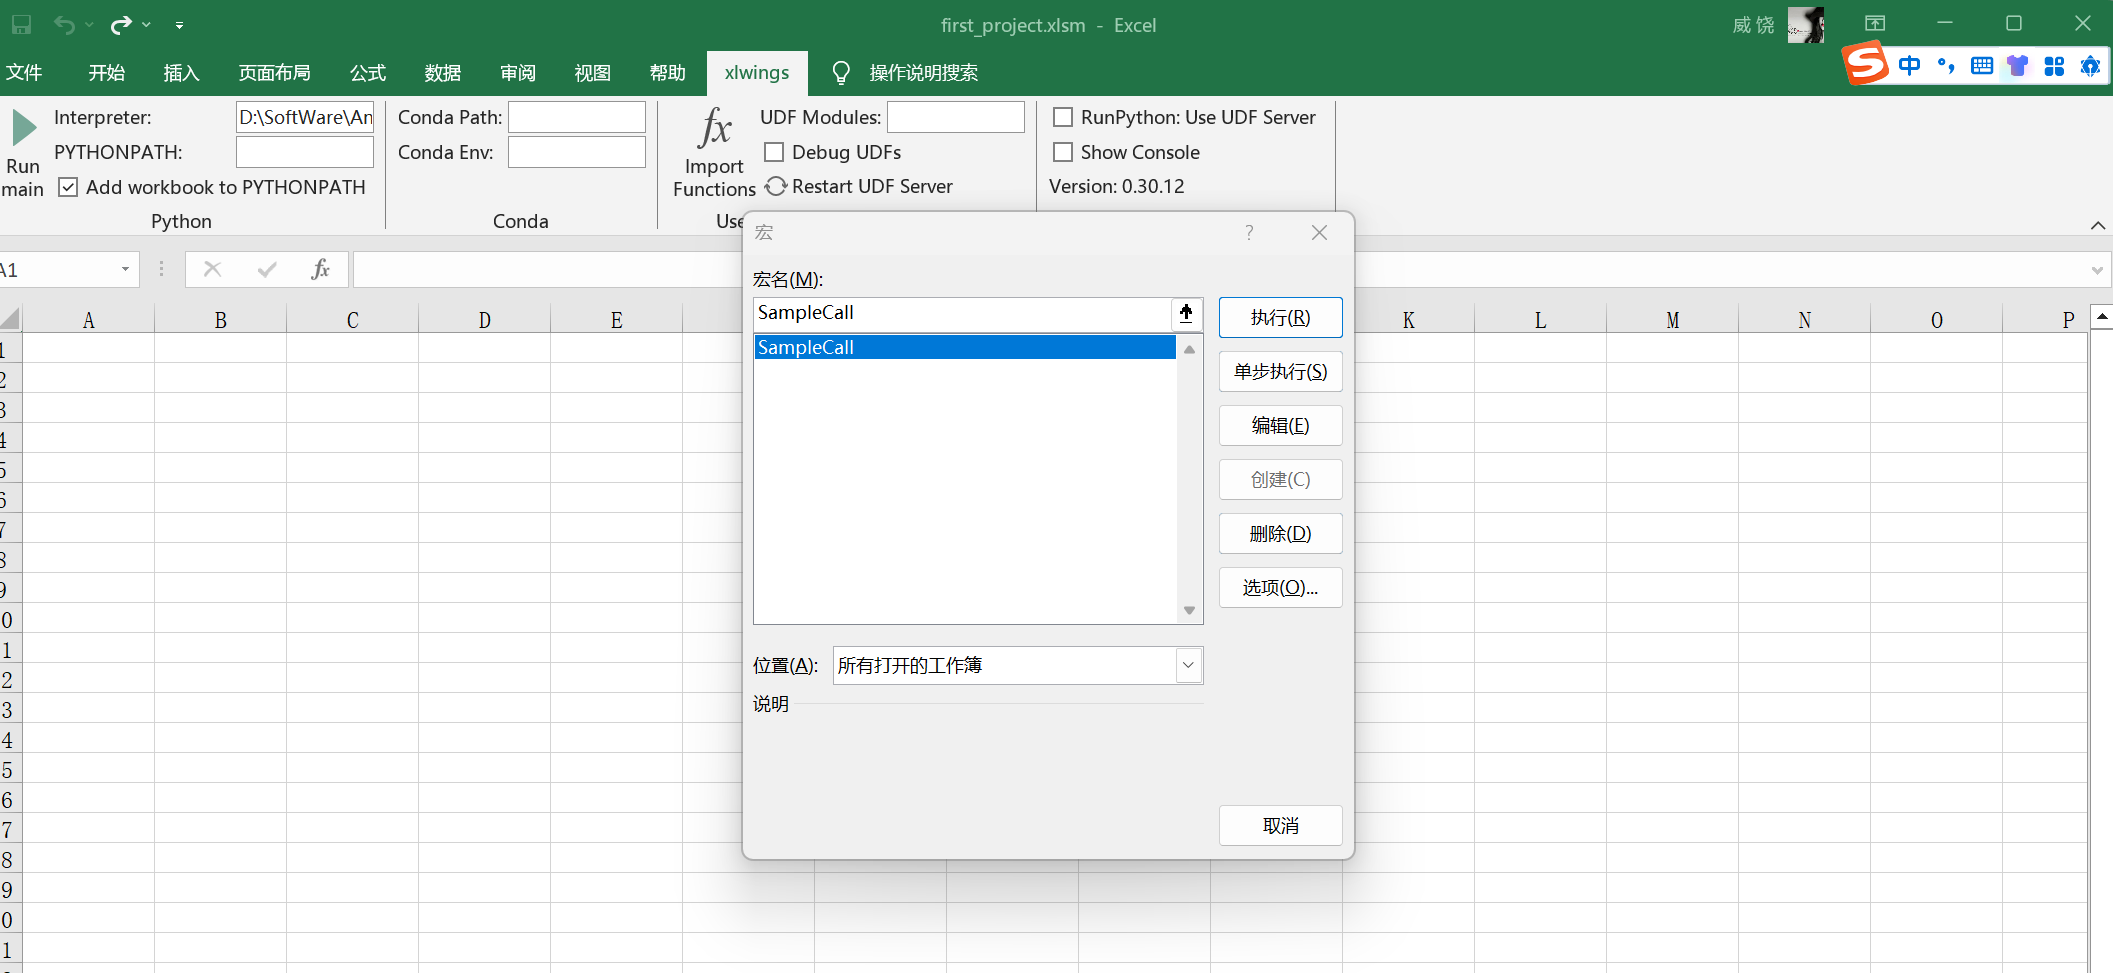 first_project.xlsm - Excel
威 饶
文件 开始 插入 页面布局 公式 数据 审阅 视图 帮助 xlwings 操作说明搜索
S 中 °,
Run
main
Interpreter: D:\SoftWare\An
PYTHONPATH:
Add workbook to PYTHONPATH
Python
Conda Path:
Conda Env:
Conda
fx
Import
Functions
UDF Modules:
Debug UDFs
Restart UDF Server
Use
RunPython: Use UDF Server
Show Console
Version: 0.30.12
A1
fx
A B C D E K L M N O P
1
2
3
4
5
6
7
8
9
0
1
2
3
4
5
6
7
8
9
0
1
宏 ?
宏名(M):
SampleCall
SampleCall
执行(R)
单步执行(S)
编辑(E)
创建(C)
删除(D)
选项(O)...
位置(A): 所有打开的工作簿
说明
取消